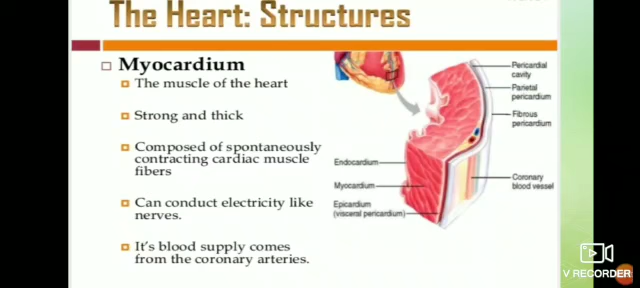 The Heart: Structures
Myocardium
The muscle of the heart
Strong and thick
Composed of spontaneously
contracting cardiac muscle
fibers
Can conduct electricity like
nerves.
It's blood supply comes
from the coronary arteries.
Pericardial
cavity
Parietal
pericardium
Fibrous
pericardium
Endocardium
Myocardium
Epicardium
(visceral pericardium)
Coronary
blood vessel
V RECORDER